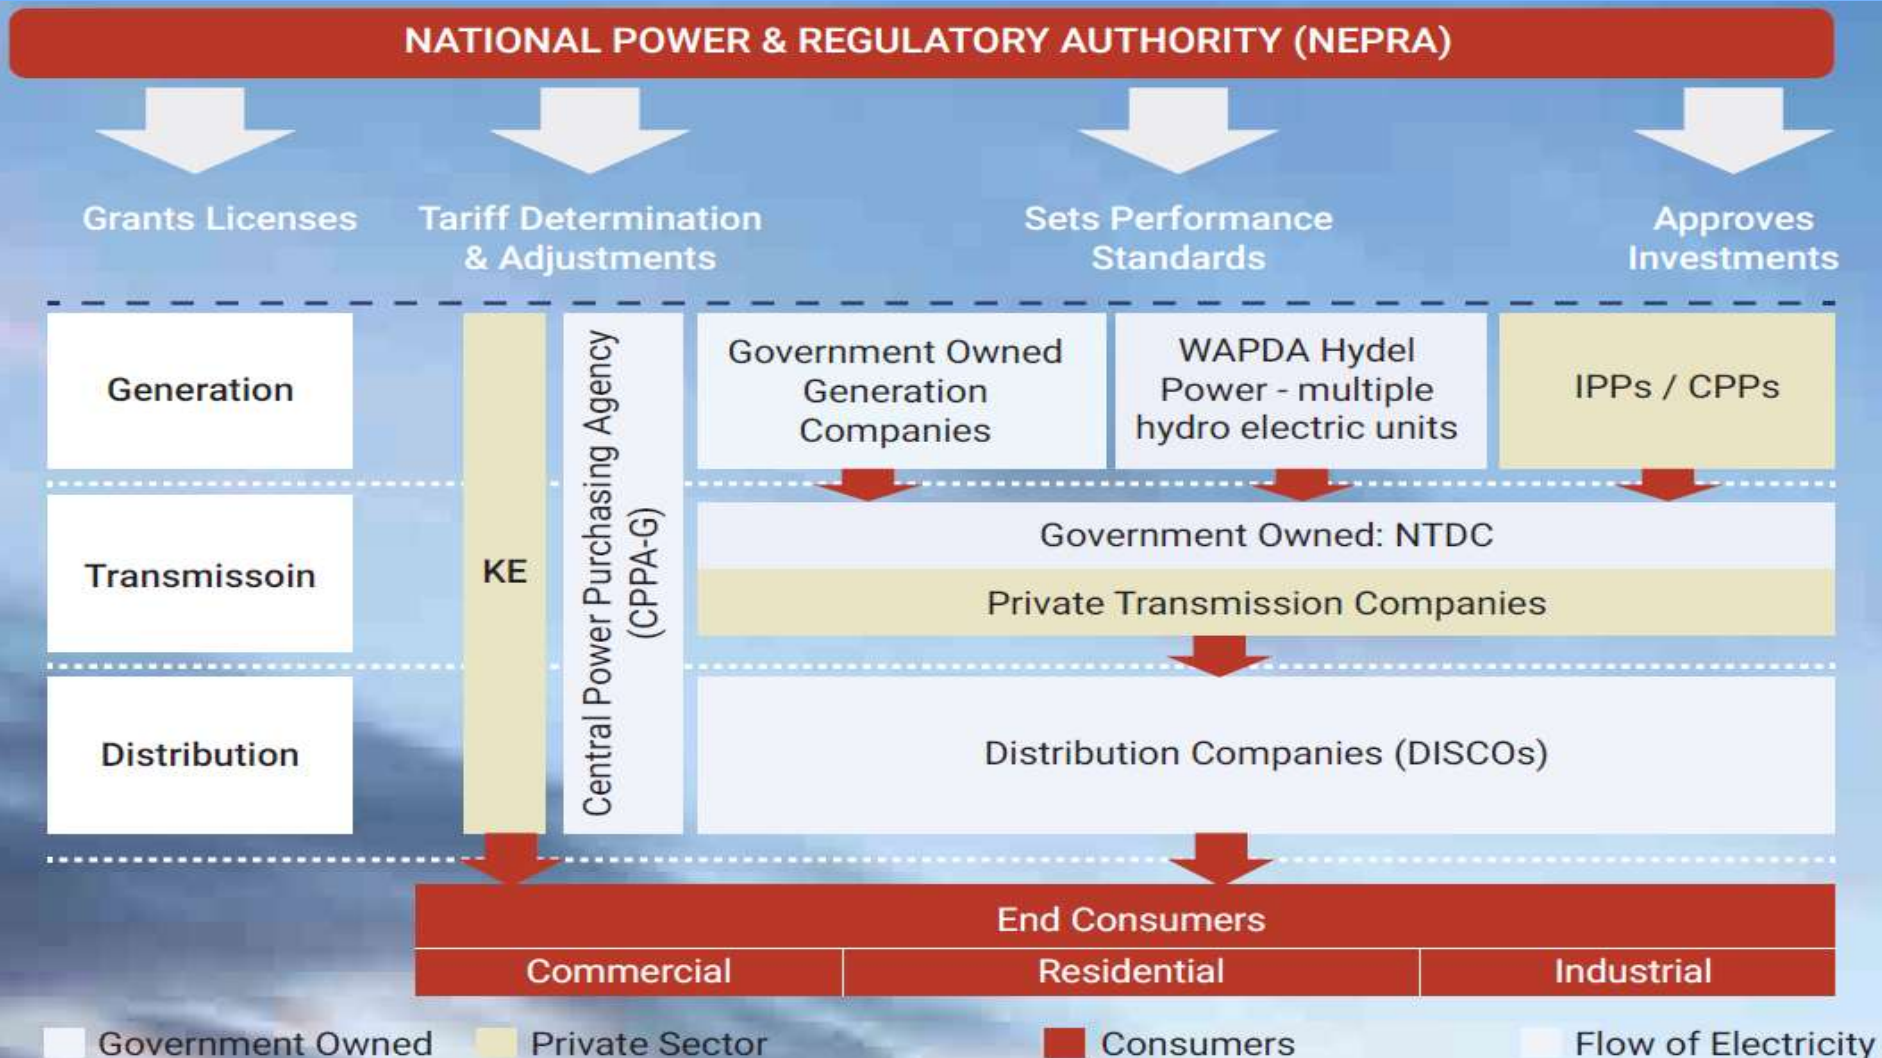 NATIONAL POWER & REGULATORY AUTHORITY (NEPRA)
Grants Licenses
Tariff Determination
& Adjustments
Sets Performance
Standards
Approves
Investments
Generation
KE
Central Power Purchasing Agency
(CPPA-G)
Government Owned
Generation
Companies
WAPDA Hydel
Power - multiple
hydro electric units
IPPs / CPPs
Transmissoin
Government Owned: NTDC
Private Transmission Companies
Distribution
Distribution Companies (DISCOs)
End Consumers
Commercial
Residential
Industrial
Government Owned
Private Sector
Consumers
Flow of Electricity